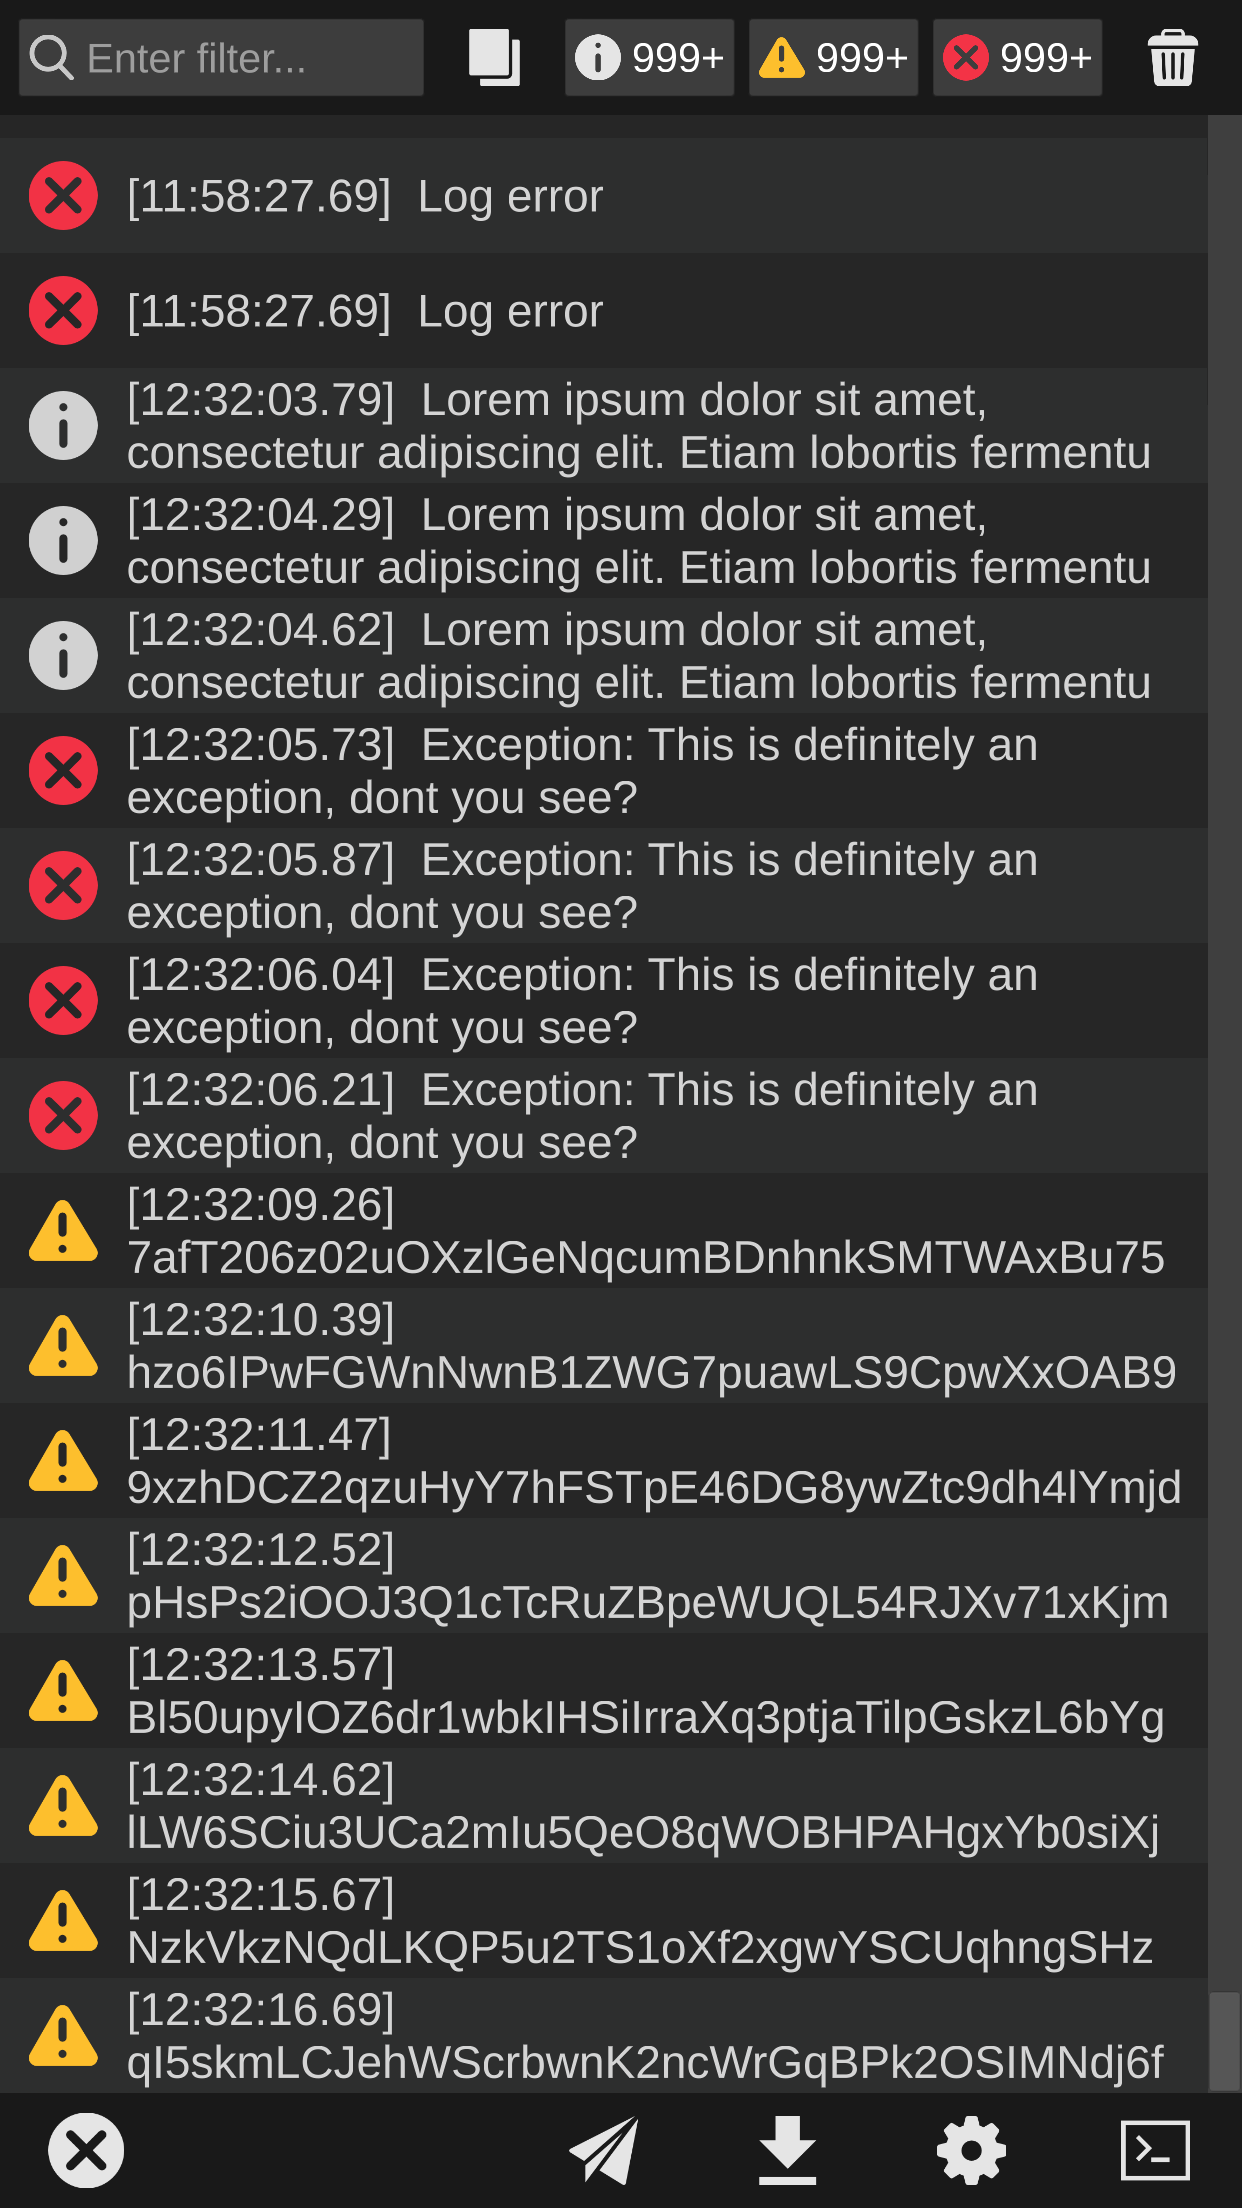 Enter filter...
999+
999+
999+
[11:58:27.69]  Log error
[11:58:27.69]  Log error
[12:32:03.79]  Lorem ipsum dolor sit amet,
consectetur adipiscing elit. Etiam lobortis fermentu
[12:32:04.29]  Lorem ipsum dolor sit amet,
consectetur adipiscing elit. Etiam lobortis fermentu
[12:32:04.62]  Lorem ipsum dolor sit amet,
consectetur adipiscing elit. Etiam lobortis fermentu
[12:32:05.73]  Exception: This is definitely an
exception, dont you see?
[12:32:05.87]  Exception: This is definitely an
exception, dont you see?
[12:32:06.04]  Exception: This is definitely an
exception, dont you see?
[12:32:06.21]  Exception: This is definitely an
exception, dont you see?
[12:32:09.26]
7afT206z02uOXzlGeNqcumBDnhnkSMTWAxBu75
[12:32:10.39]
hzo6IPwFGWnNwnB1ZWG7puawLS9CpwXxOAB9
[12:32:11.47]
9xzhDCZ2qzuHyY7hFSTpE46DG8ywZtc9dh4lYmjd
[12:32:12.52]
pHsPs2iOOJ3Q1cTcRuZBpeWUQL54RJXv71xKjm
[12:32:13.57]
Bl50upyIOZ6dr1wbkIHSiIrraXq3ptjaTilpGskzL6bYg
[12:32:14.62]
lLW6SCiu3UCa2mIu5QeO8qWOBHPAHgxYb0siXj
[12:32:15.67]
NzkVkzNQdLKQP5u2TS1oXf2xgwYSCUqhngSHz
[12:32:16.69]
qI5skmLCJehWScrbwnK2ncWrGqBPk2OSIMNdj6f